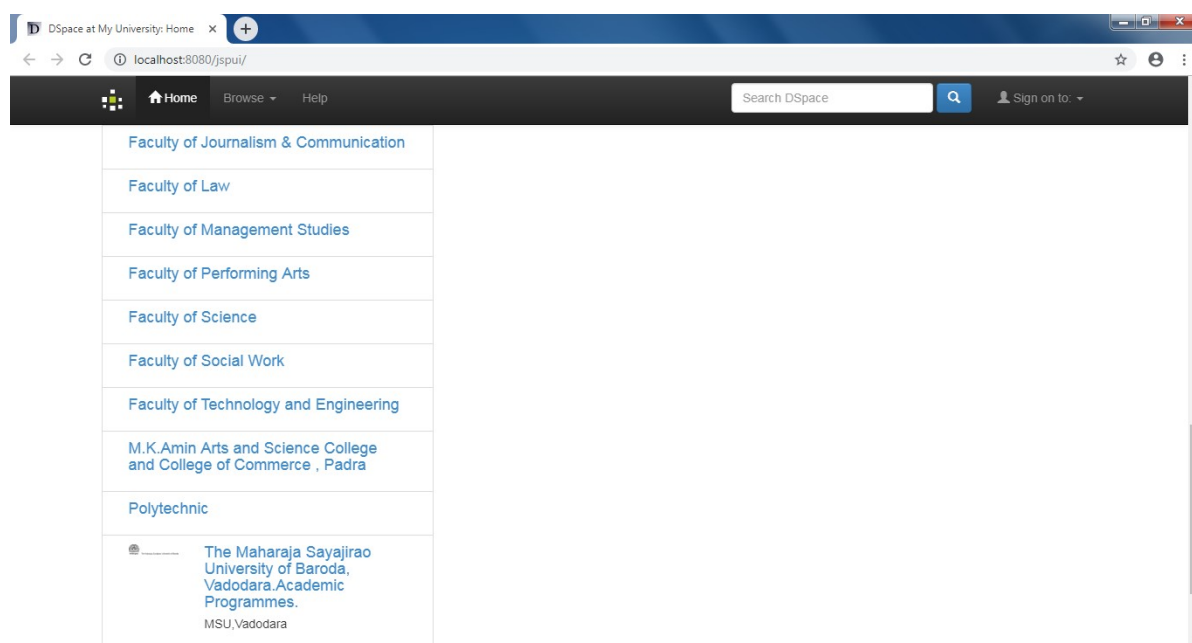 DSpace at My University: Home
localhost:8080/jspui/
Home Browse Help Search DSpace Sign on to:
Faculty of Journalism & Communication
Faculty of Law
Faculty of Management Studies
Faculty of Performing Arts
Faculty of Science
Faculty of Social Work
Faculty of Technology and Engineering
M.K.Amin Arts and Science College
and College of Commerce , Padra
Polytechnic
The Maharaja Sayajirao
University of Baroda,
Vadodara.Academic
Programmes.
MSU,Vadodara